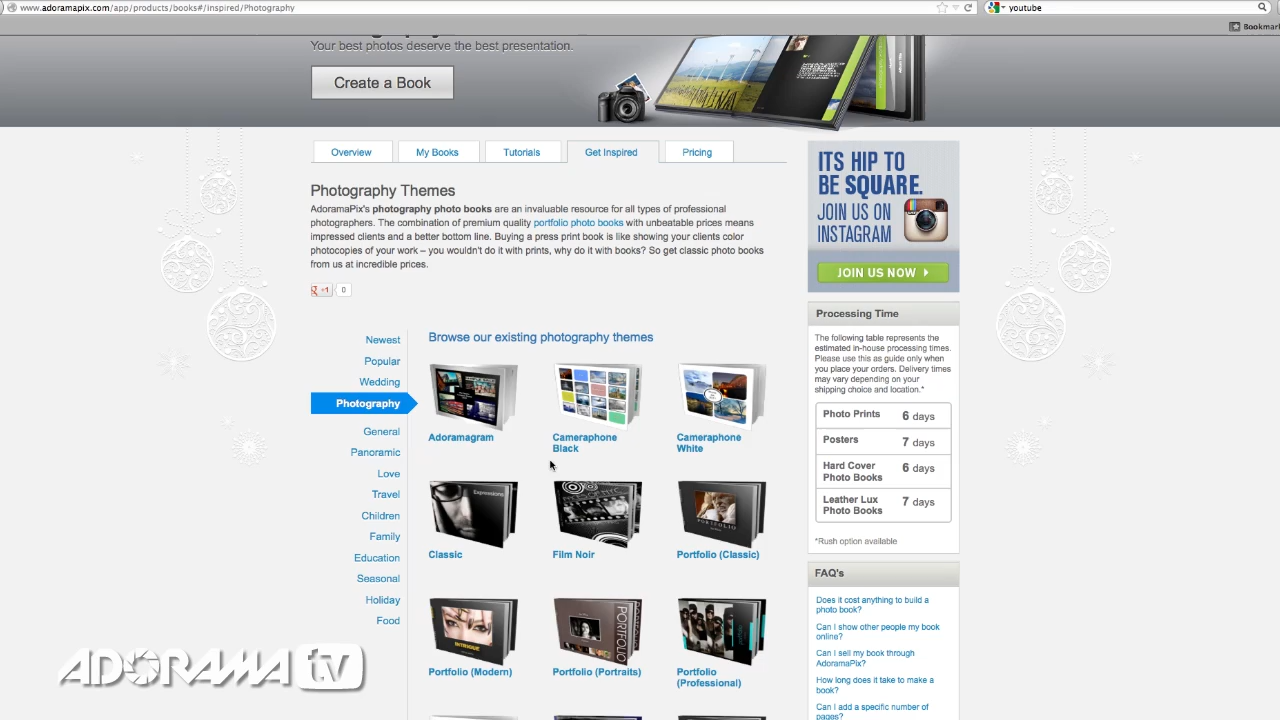 www.adoramapix.com/app/products/books#/inspired/Photography
youtube
Your best photos deserve the best presentation.
Create a Book
Overview
My Books
Tutorials
Get Inspired
Pricing
Photography Themes
AdoramaPix's photography photo books are an invaluable resource for all types of professional
photographers. The combination of premium quality portfolio photo books with unbeatable prices means
impressed clients and a better bottom line. Buying a press print book is like showing your clients color
photocopies of your work – you wouldn't do it with prints, why do it with books? So get classic photo books
from us at incredible prices.
+1
0
Newest
Popular
Wedding
Photography
General
Panoramic
Love
Travel
Children
Family
Education
Seasonal
Holiday
Food
Browse our existing photography themes
Adoramagram
Cameraphone
Black
Cameraphone
White
Expressions
Classic
Film Noir
PORTFOLIO
Portfolio (Classic)
INTRIGUE
Portfolio (Modern)
PORTFOLIO
Portfolio (Portraits)
Portfolio
(Professional)
ITS HIP TO
BE SQUARE.
JOIN US ON
INSTAGRAM
JOIN US NOW
Processing Time
The following table represents the
estimated in-house processing times.
Please use this as guide only when
you place your orders. Delivery times
may vary depending on your
shipping choice and location.*
Photo Prints 6 days
Posters 7 days
Hard Cover
Photo Books 6 days
Leather Lux
Photo Books 7 days
*Rush option available
FAQ's
Does it cost anything to build a
photo book?
Can I show other people my book
online?
Can I sell my book through
AdoramaPix?
How long does it take to make a
book?
Can I add a specific number of
pages?
ADORAMA tv